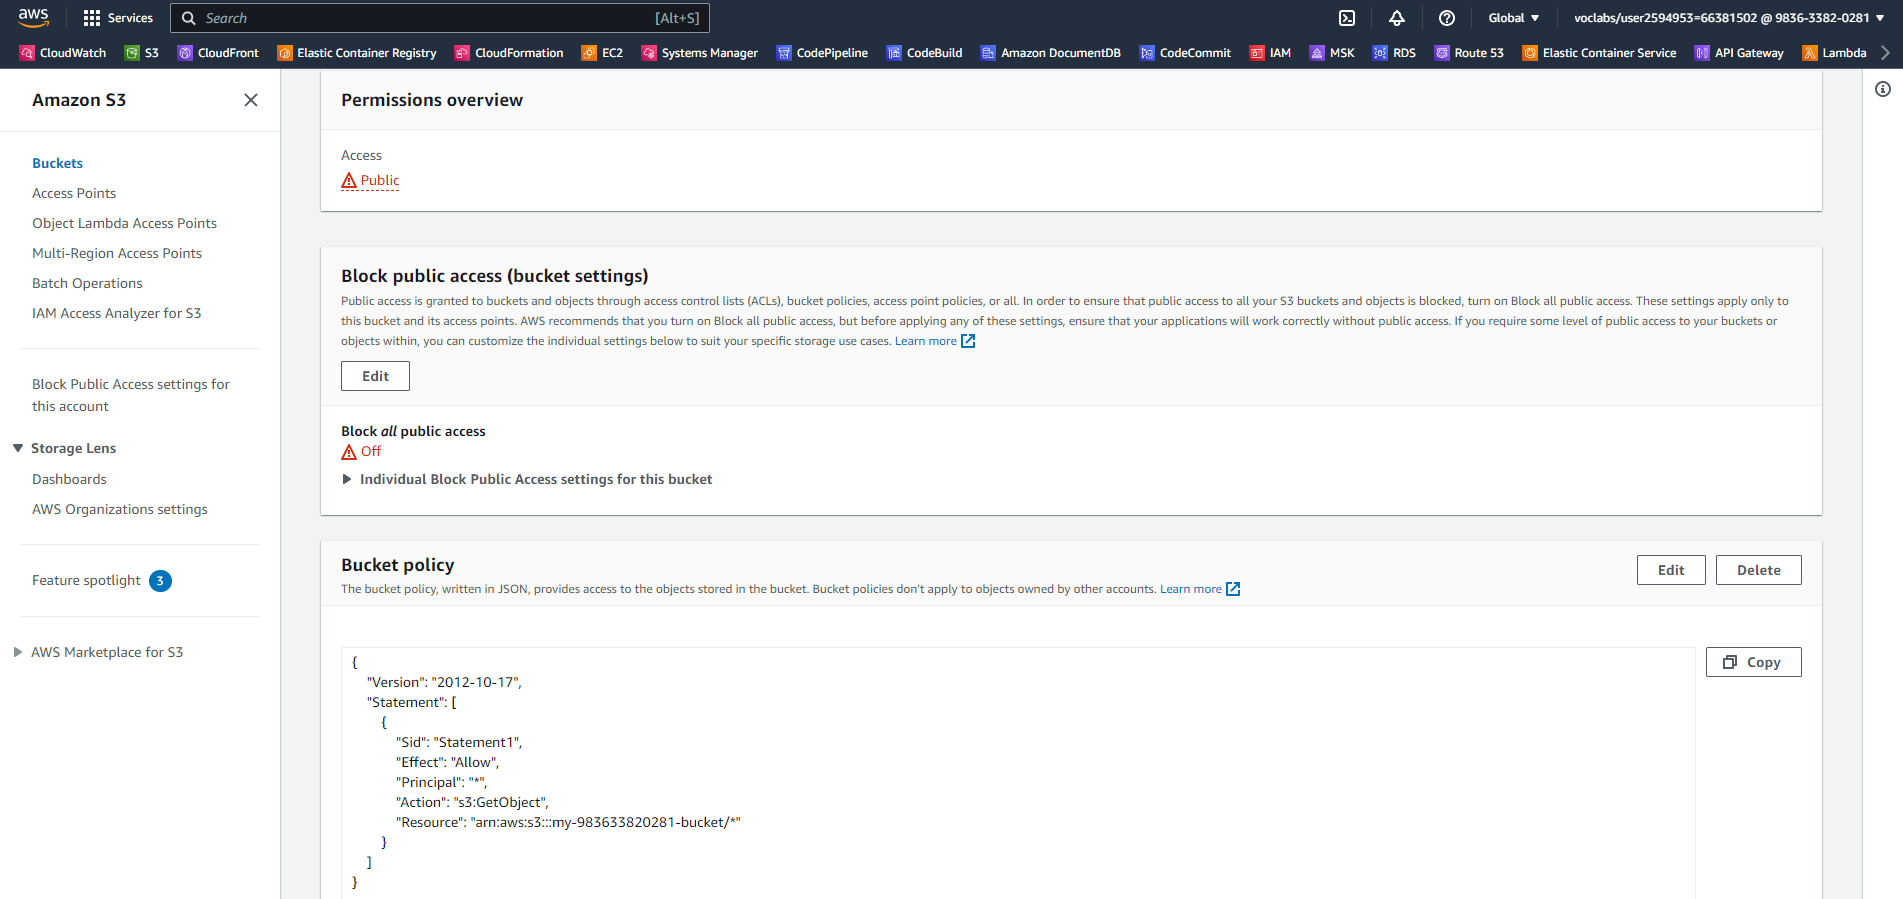 aws
Services
Search
[Alt+S]
Global
voclabs/user2594953=66381502 @ 9836-3382-0281
CloudWatch
S3
CloudFront
Elastic Container Registry
CloudFormation
EC2
Systems Manager
CodePipeline
CodeBuild
Amazon DocumentDB
CodeCommit
IAM
MSK
RDS
Route 53
Elastic Container Service
API Gateway
Lambda
Amazon S3
Buckets
Access Points
Object Lambda Access Points
Multi-Region Access Points
Batch Operations
IAM Access Analyzer for S3
Block Public Access settings for
this account
Storage Lens
Dashboards
AWS Organizations settings
Feature spotlight 3
AWS Marketplace for S3
Permissions overview
Access
Public
Block public access (bucket settings)
Public access is granted to buckets and objects through access control lists (ACLs), bucket policies, access point policies, or all. In order to ensure that public access to all your S3 buckets and objects is blocked, turn on Block all public access. These settings apply only to
this bucket and its access points. AWS recommends that you turn on Block all public access, but before applying any of these settings, ensure that your applications will work correctly without public access. If you require some level of public access to your buckets or
objects within, you can customize the individual settings below to suit your specific storage use cases. Learn more
Edit
Block all public access
Off
Individual Block Public Access settings for this bucket
Bucket policy
The bucket policy, written in JSON, provides access to the objects stored in the bucket. Bucket policies don't apply to objects owned by other accounts. Learn more
Edit
Delete
Copy
{
"Version": "2012-10-17",
"Statement": [
{
"Sid": "Statement1",
"Effect": "Allow",
"Principal": "*",
"Action": "s3:GetObject",
"Resource": "arn:aws:s3:::my-983633820281-bucket/*"
}
]
}